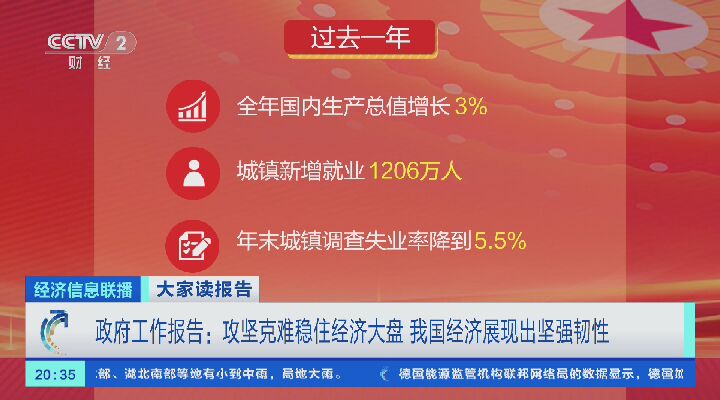 CCTV 2
财经
过去一年
全年国内生产总值增长 3%
城镇新增就业 1206万人
年末城镇调查失业率降到 5.5%
经济信息联播 大家读报告
政府工作报告：攻坚克难稳住经济大盘 我国经济展现出坚强韧性
20:35 部、湖北南部等地有小到中雨，局地大雨。 德国能源监管机构联邦网络局的数据显示，德国加